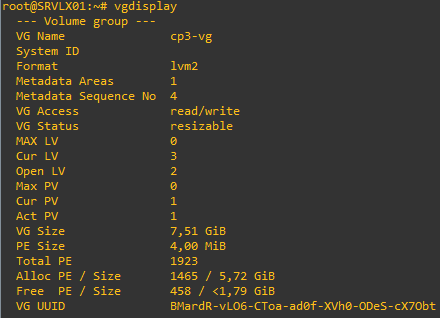 root@SRVLX01:~# vgdisplay
--- Volume group ---
VG Name cp3-vg
System ID
Format lvm2
Metadata Areas 1
Metadata Sequence No 4
VG Access read/write
VG Status resizable
MAX LV 0
Cur LV 3
Open LV 2
Max PV 0
Cur PV 1
Act PV 1
VG Size 7,51 GiB
PE Size 4,00 MiB
Total PE 1923
Alloc PE / Size 1465 / 5,72 GiB
Free PE / Size 458 / <1,79 GiB
VG UUID BMardR-vLO6-CToa-ad0f-XVh0-ODeS-cX7Obt